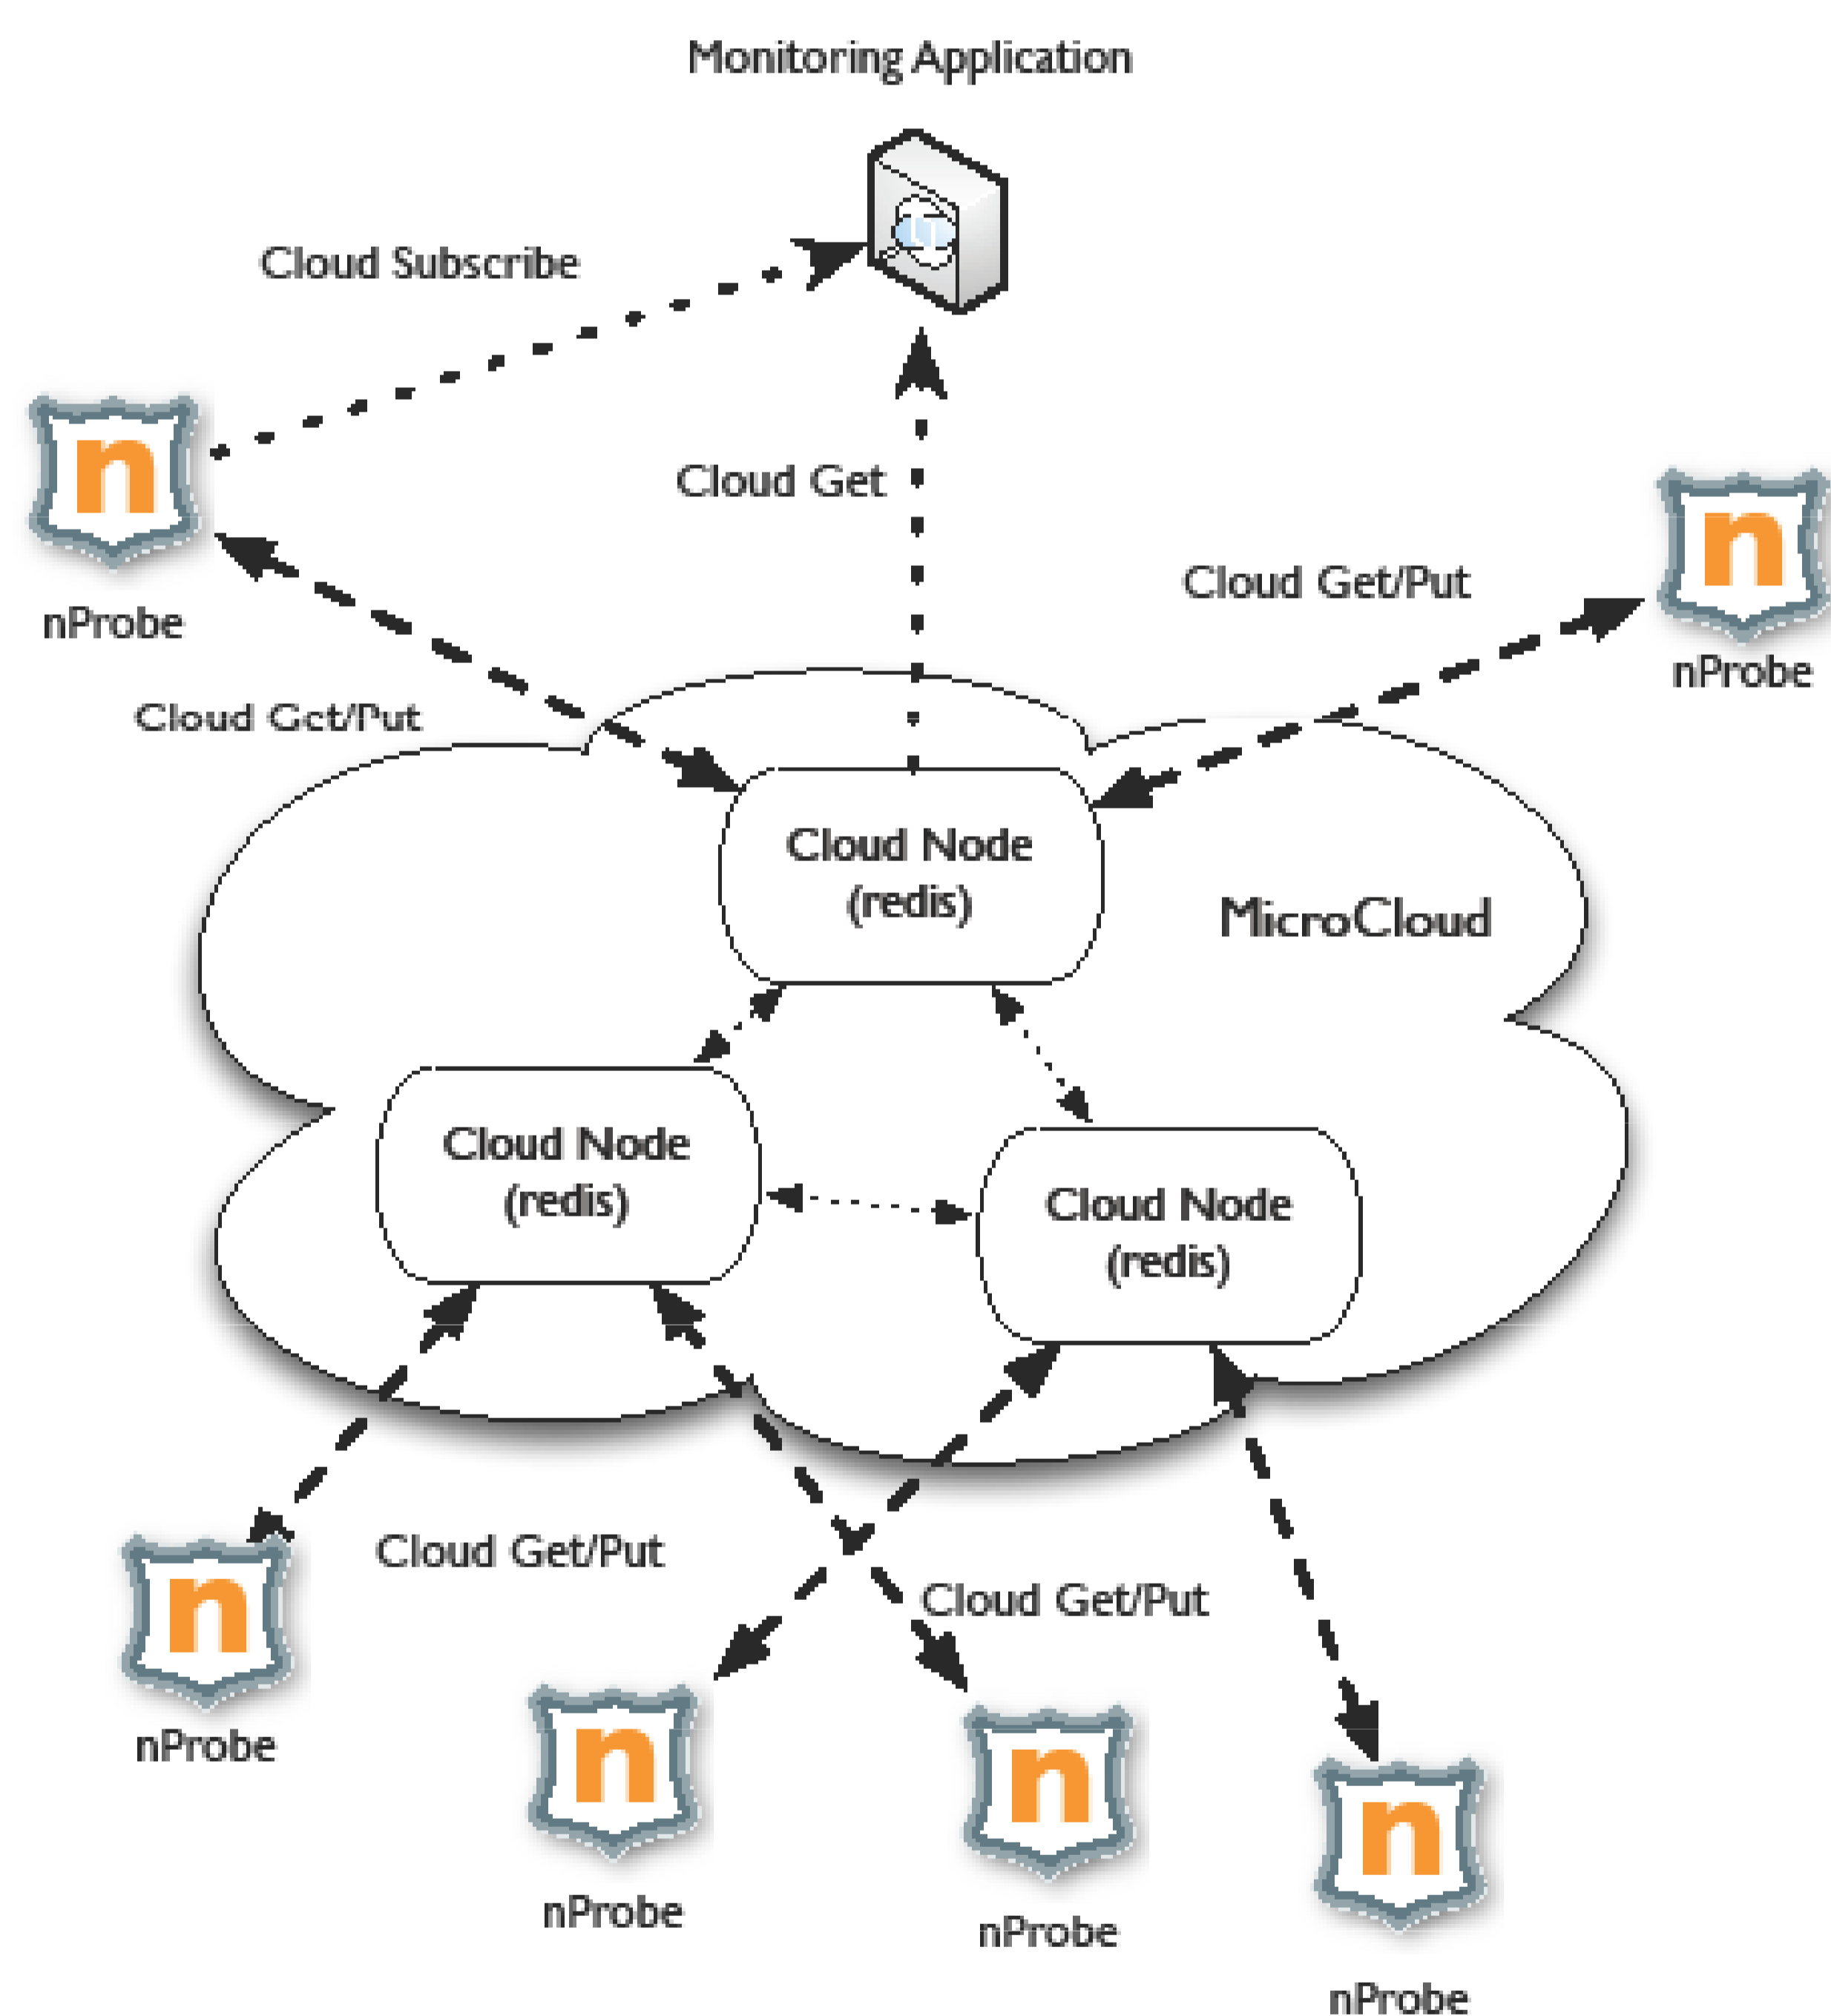 Monitoring Application
Cloud Subscribe
n
Cloud Get
n
Cloud Get/Put
nProbe
nProbe
Cloud Get/Put
Cloud Node
(redis)
MicroCloud
Cloud Node
(redis)
Cloud Node
(redis)
Cloud Get/Put
Cloud Get/Put
n
nProbe
n
n
n
nProbe
nProbe
nProbe